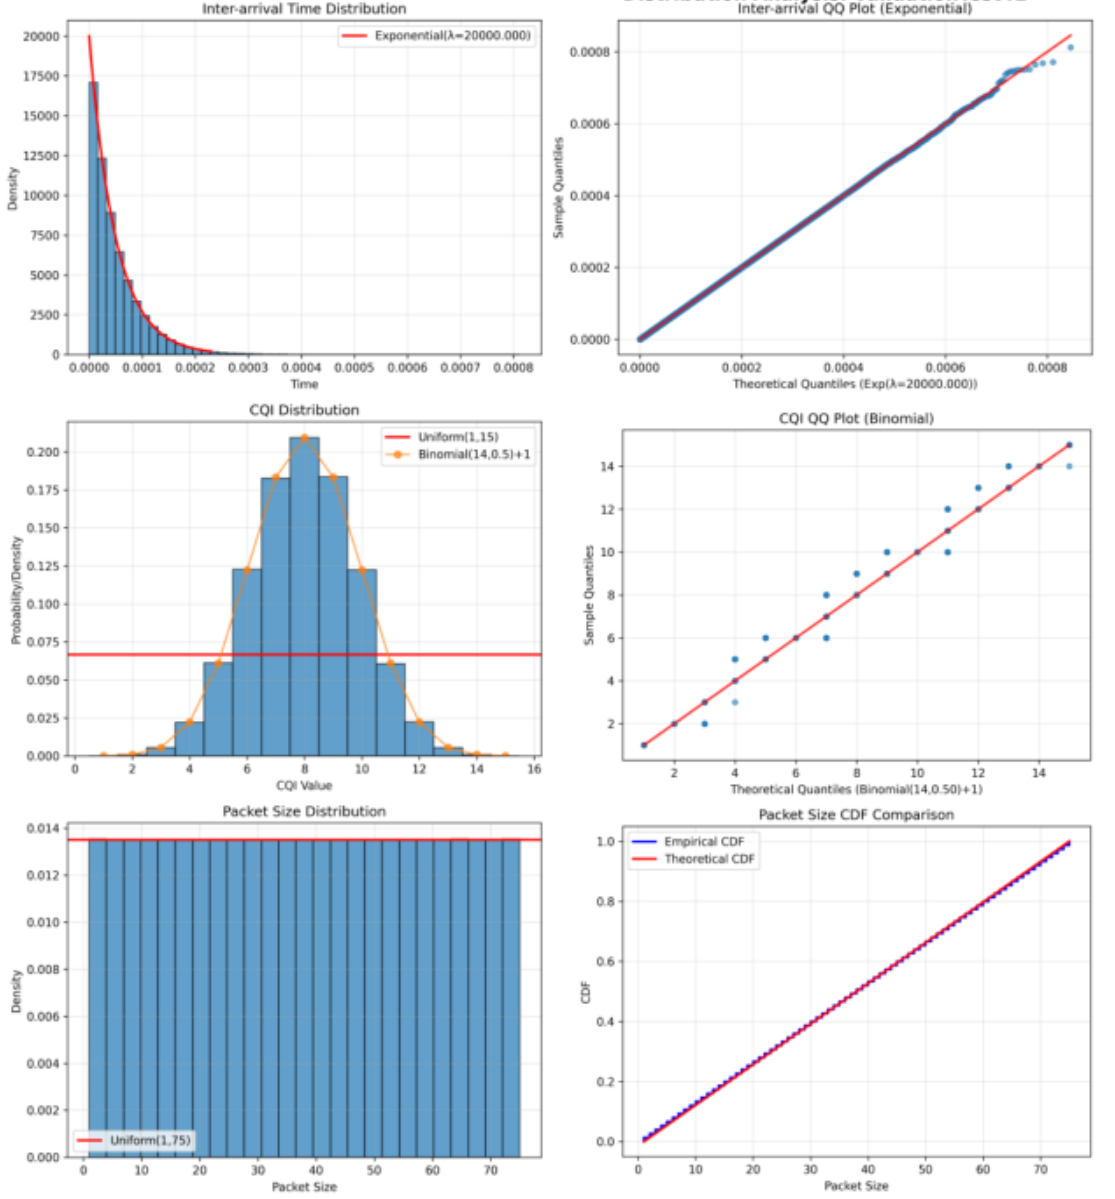 Inter-arrival Time Distribution
20000
17500
15000
12500
10000
7500
5000
2500
0
Density
0.0000 0.0001 0.0002 0.0003 0.0004 0.0005 0.0006 0.0007 0.0008
Time
Exponential(λ=20000.000)
Inter-arrival QQ Plot (Exponential)
0.0008
0.0006
0.0004
0.0002
0.0000
Sample Quantiles
0.0000 0.0002 0.0004 0.0006 0.0008
Theoretical Quantiles (Exp(λ=20000.000))
CQI Distribution
Uniform(1,15)
Binomial(14,0.5)+1
0.200
0.175
0.150
0.125
0.100
0.075
0.050
0.025
0.000
Probability/Density
0 2 4 6 8 10 12 14 16
CQI Value
CQI QQ Plot (Binomial)
14
12
10
8
6
4
2
Sample Quantiles
2 4 6 8 10 12 14
Theoretical Quantiles (Binomial(14,0.50)+1)
Packet Size Distribution
0.014
0.012
0.010
0.008
0.006
0.004
0.002
0.000
Density
Uniform(1,75)
0 10 20 30 40 50 60 70
Packet Size
Packet Size CDF Comparison
Empirical CDF
Theoretical CDF
1.0
0.8
0.6
0.4
0.2
0.0
CDF
0 10 20 30 40 50 60 70
Packet Size